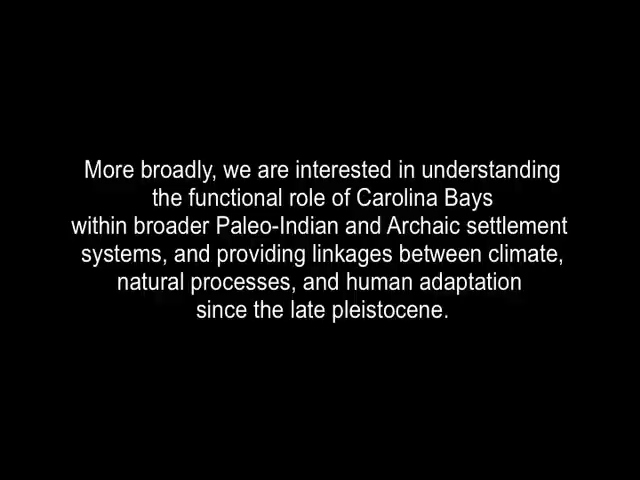 More broadly, we are interested in understanding
the functional role of Carolina Bays
within broader Paleo-Indian and Archaic settlement
systems, and providing linkages between climate,
natural processes, and human adaptation
since the late pleistocene.